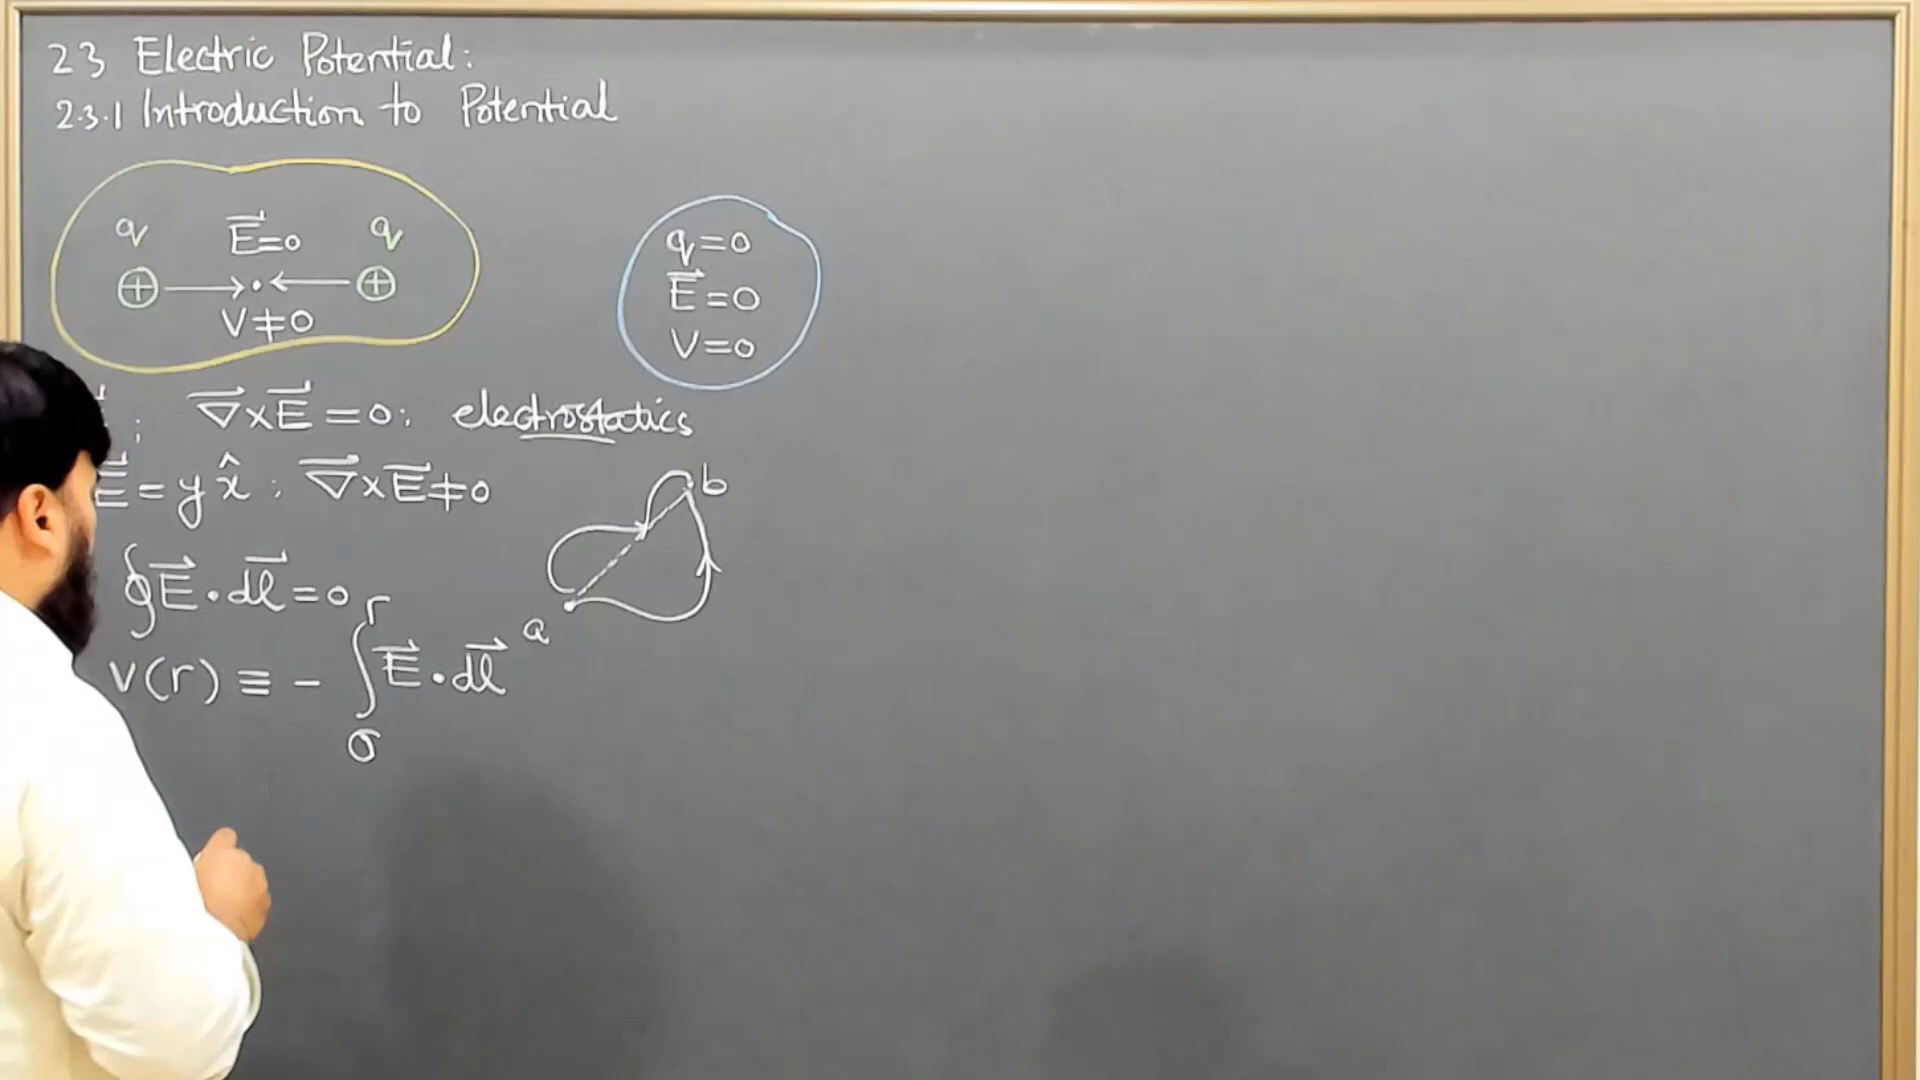 2.3 Electric Potential:
2.3.1 Introduction to Potential
q E⃗=0 q
⊕ → · ← ⊕
V≠0
q=0
E⃗=0
V=0
; ∇⃗×E⃗=0; electrostatics
E⃗=yx̂; ∇⃗×E⃗≠0
b
∮E⃗·dl⃗=0
a
V(r)≡-∫E⃗·dl⃗
r
σ